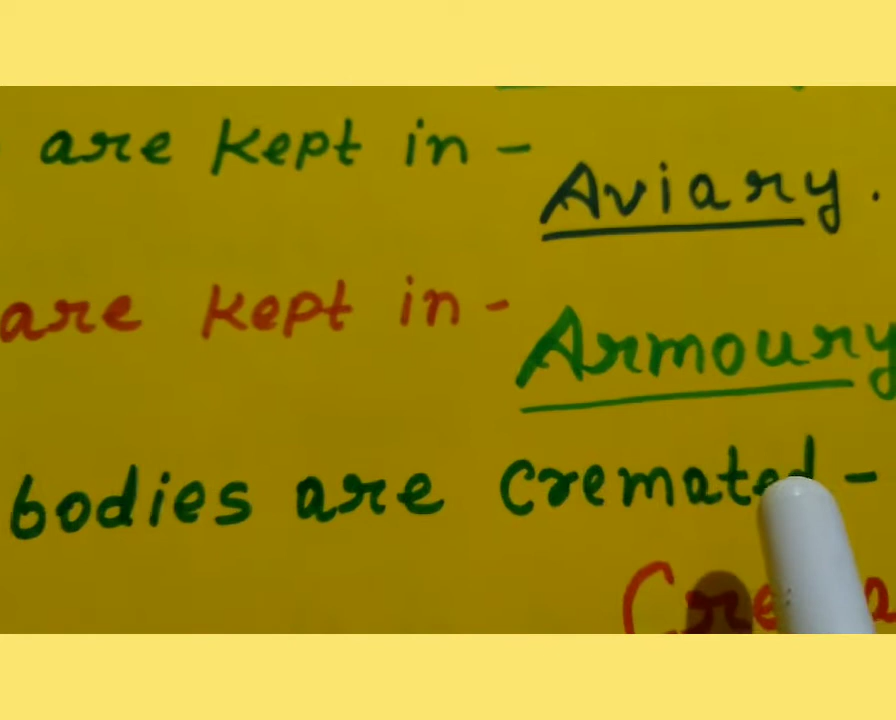 are kept in -
Aviary.
are kept in -
Armoury
bodies are cremated -